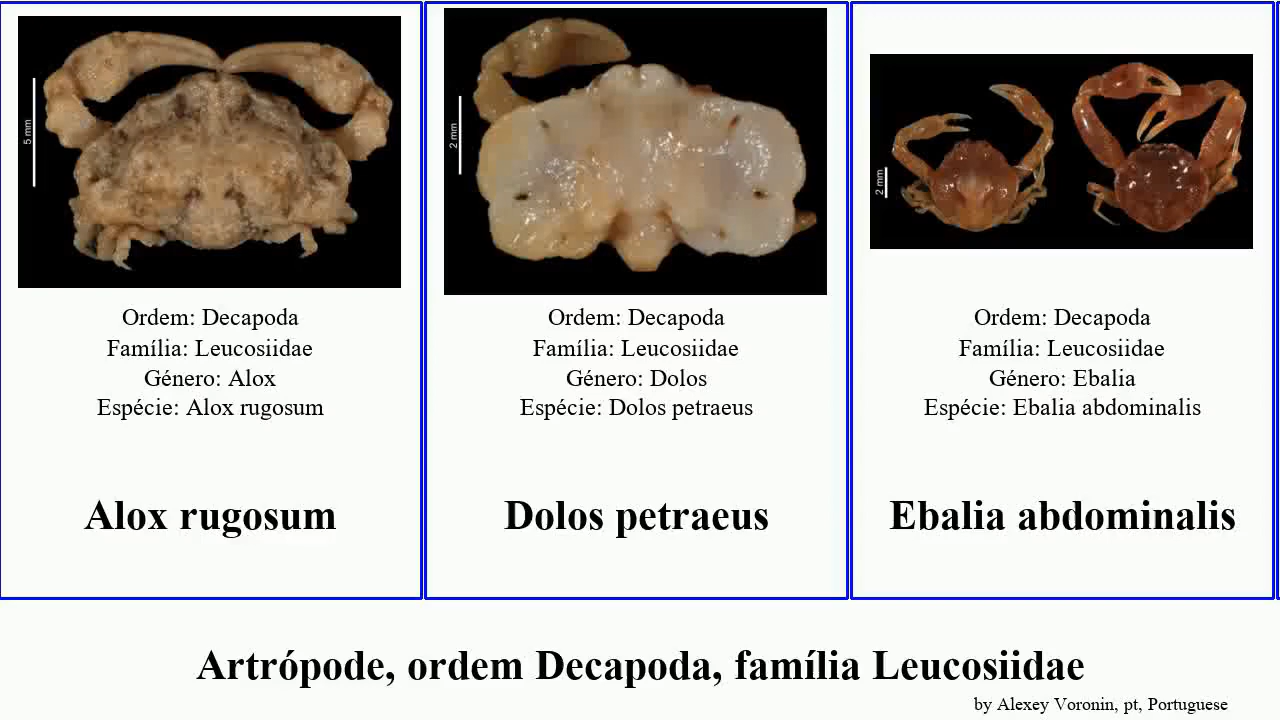 5 mm
Ordem: Decapoda
Família: Leucosiidae
Género: Alox
Espécie: Alox rugosum
Alox rugosum
2 mm
Ordem: Decapoda
Família: Leucosiidae
Género: Dolos
Espécie: Dolos petraeus
Dolos petraeus
2 mm
Ordem: Decapoda
Família: Leucosiidae
Género: Ebalia
Espécie: Ebalia abdominalis
Ebalia abdominalis
Artrópode, ordem Decapoda, família Leucosiidae
by Alexey Voronin, pt, Portuguese